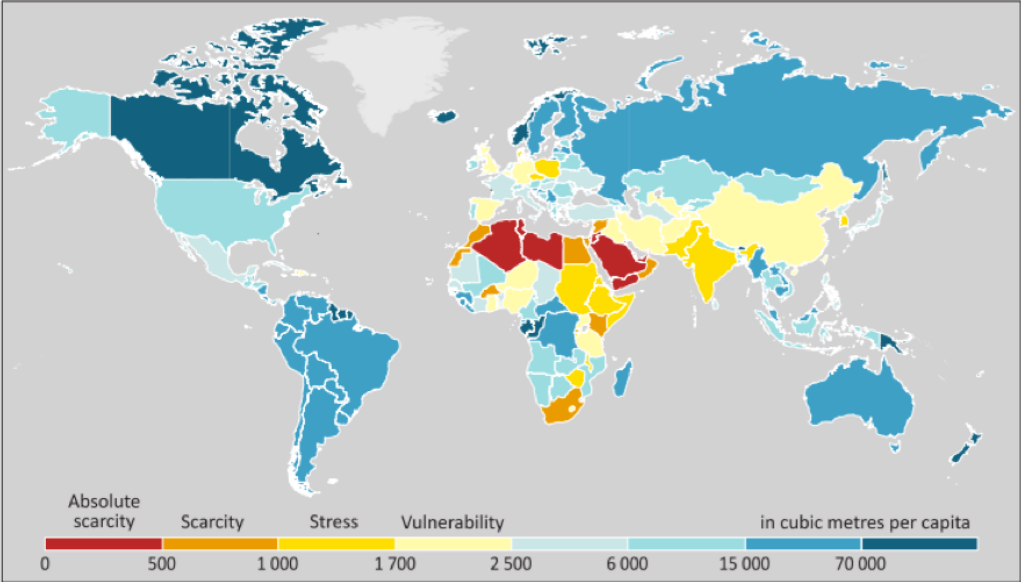 Absolute
scarcity
Scarcity
Stress
Vulnerability
in cubic metres per capita
0
500
1 000
1 700
2 500
6 000
15 000
70 000